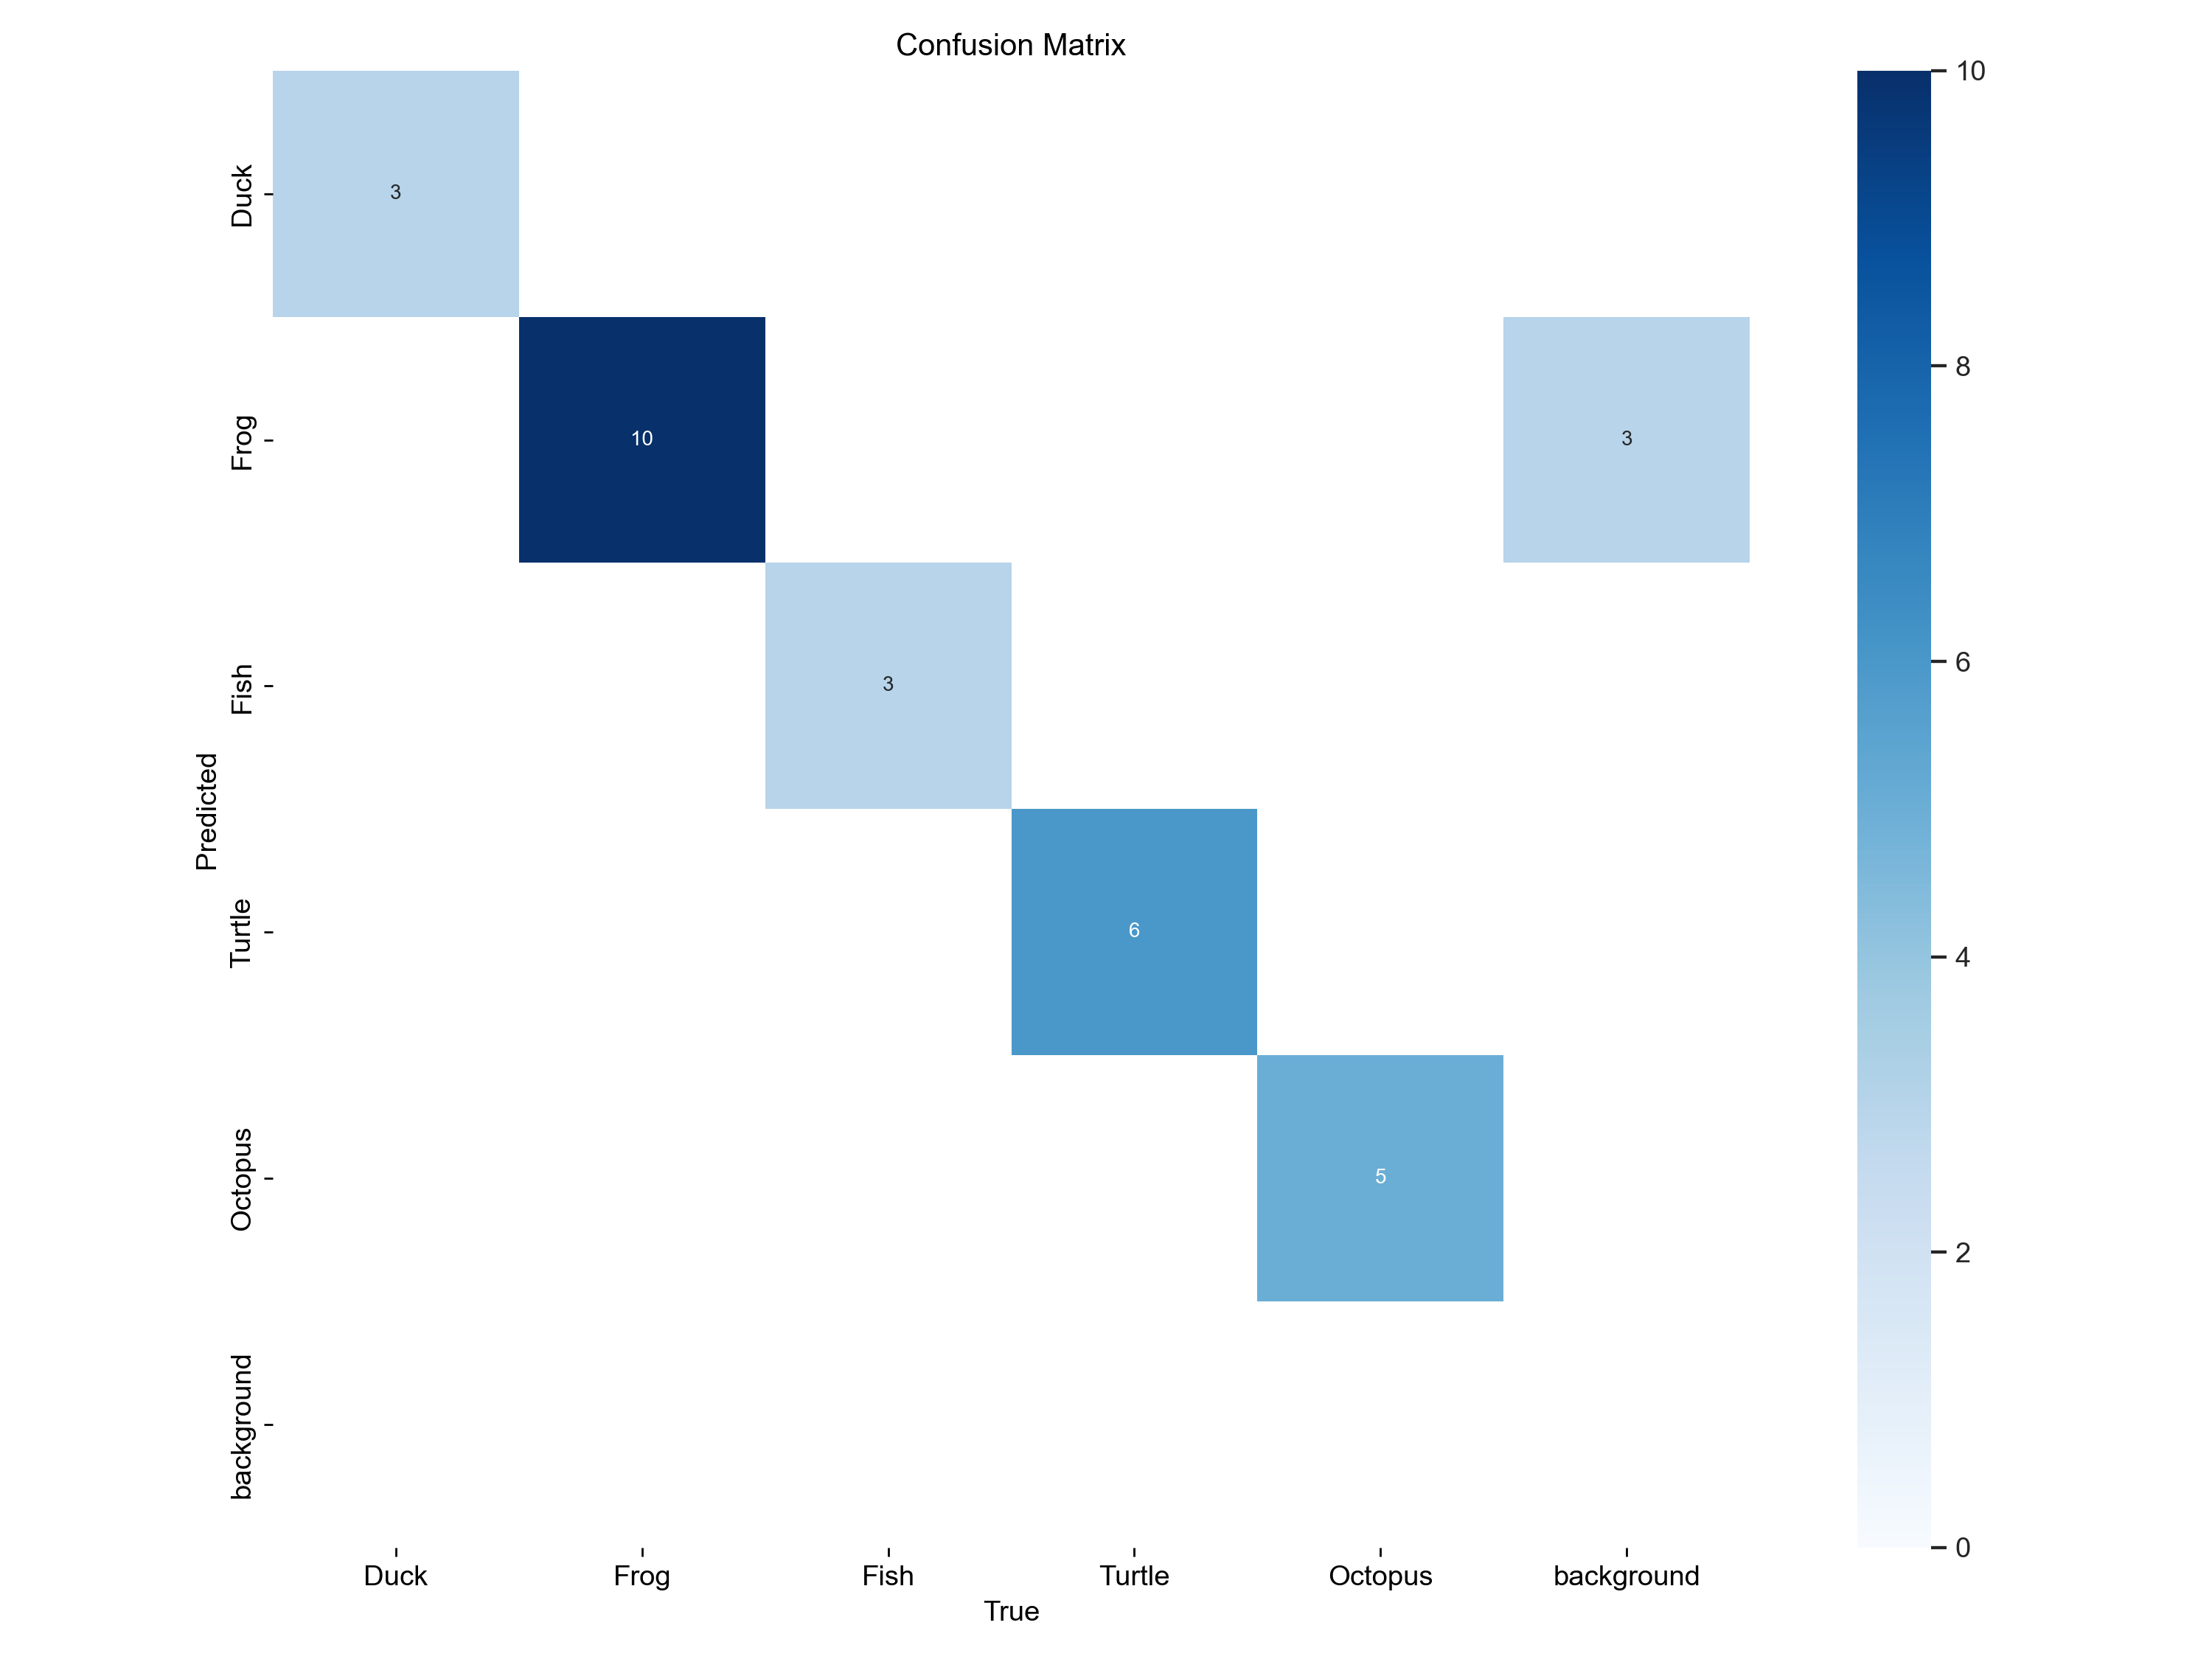 Confusion Matrix
Duck
Frog
Fish
Turtle
Octopus
background
Predicted
3
10
3
3
6
5
Duck Frog Fish Turtle Octopus background
True
10
8
6
4
2
0